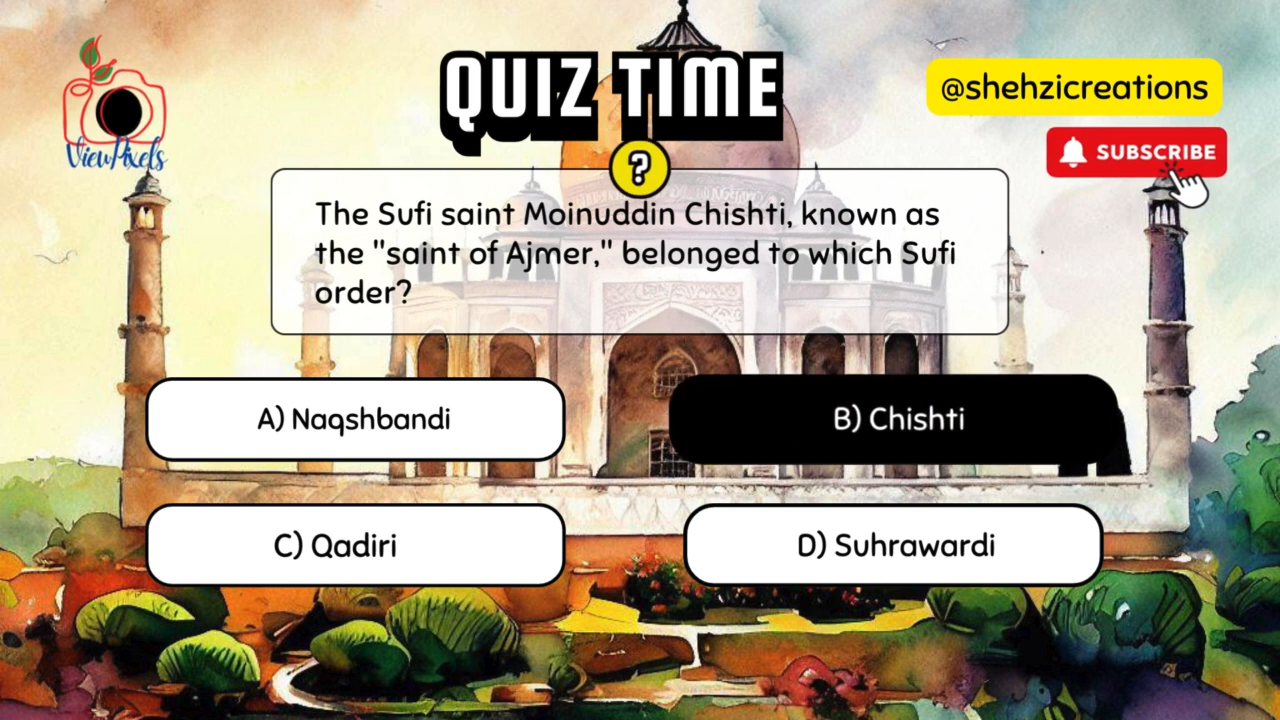 QUIZ TIME
@shehzicreations
ViewPixels
SUBSCRIBE
?
The Sufi saint Moinuddin Chishti, known as
the "saint of Ajmer," belonged to which Sufi
order?
A) Naqshbandi
B) Chishti
C) Qadiri
D) Suhrawardi